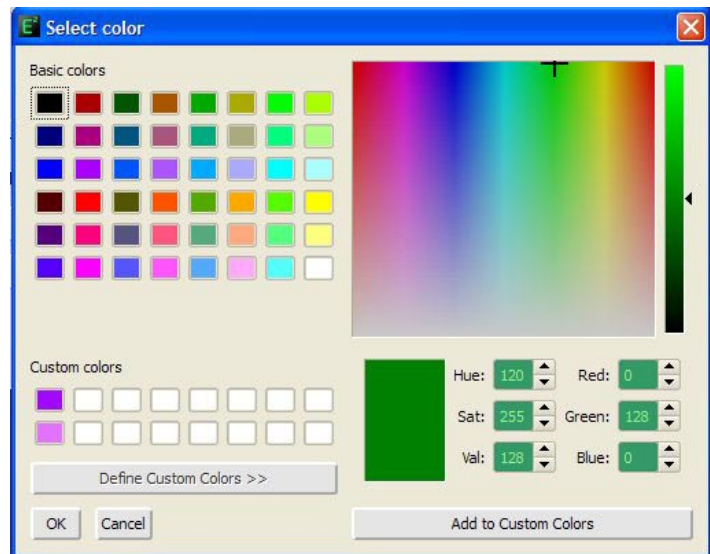 E² Select color
Basic colors
Custom colors
Hue: 120 Red: 0
Sat: 255 Green: 128
Val: 128 Blue: 0
Define Custom Colors >>
OK Cancel Add to Custom Colors